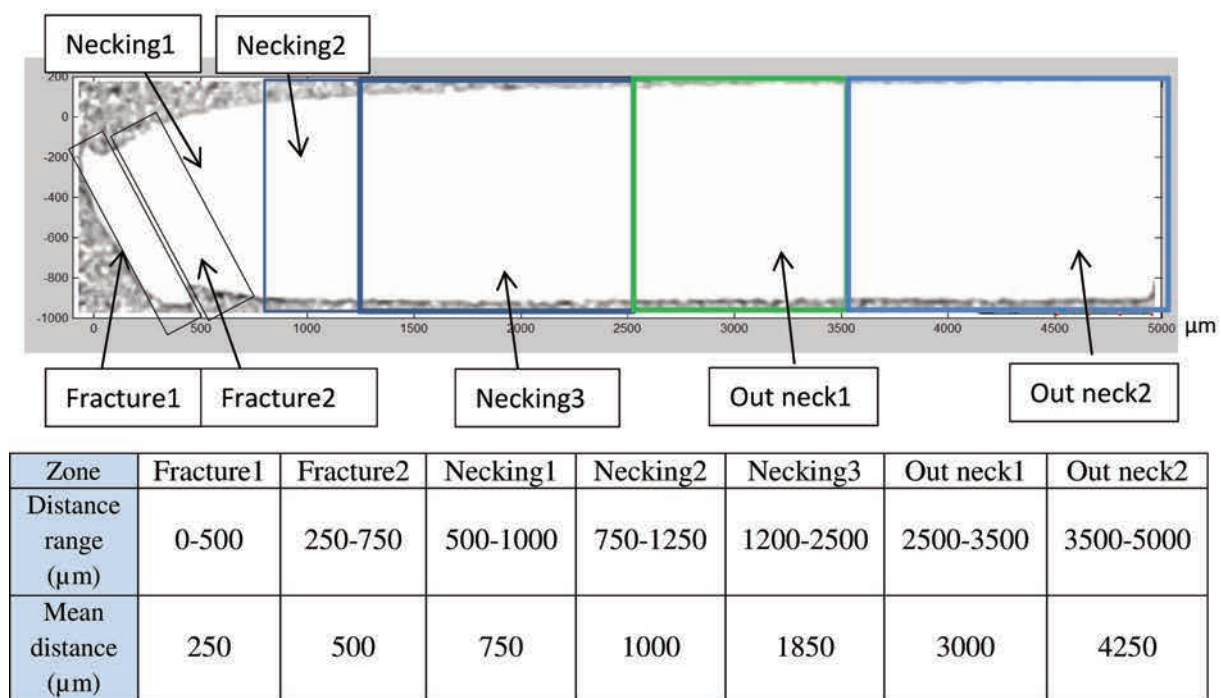 Necking1 Necking2
200
0
-200
-400
-600
-800
-1000
0 500 1000 1500 2000 2500 3000 3500 4000 4500 5000 μm
Fracture1 Fracture2 Necking3 Out neck1 Out neck2
Zone Fracture1 Fracture2 Necking1 Necking2 Necking3 Out neck1 Out neck2
Distance
range
(μm)
0-500 250-750 500-1000 750-1250 1200-2500 2500-3500 3500-5000
Mean
distance
(μm)
250 500 750 1000 1850 3000 4250